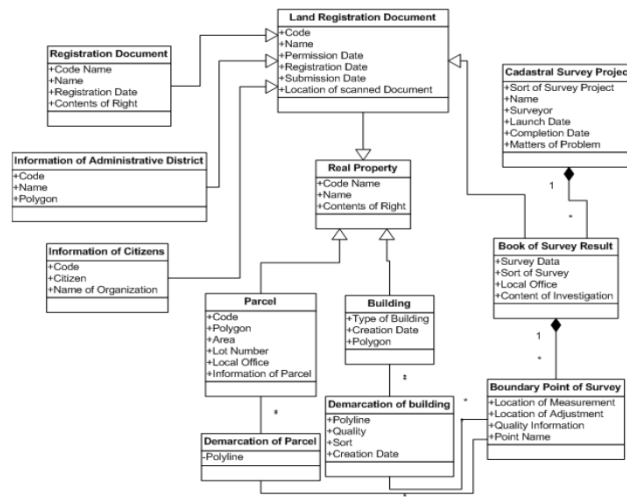 Land Registration Document
+Code
+Name
+Permission Date
+Registration Date
+Submission Date
+Location of scanned Document
Registration Document
+Code Name
+Name
+Registration Date
+Contents of Right
Cadastral Survey Project
+Sort of Survey Project
+Name
+Surveyor
+Launch Date
+Completion Date
+Matters of Problem
Information of Administrative District
+Code
+Name
+Polygon
Real Property
+Code Name
+Name
+Contents of Right
1
*
Information of Citizens
+Code
+Citizen
+Name of Organization
Book of Survey Result
+Survey Data
+Sort of Survey
+Local Office
+Content of Investigation
Parcel
+Code
+Polygon
+Area
+Lot Number
+Local Office
+Information of Parcel
Building
+Type of Building
+Creation Date
+Polygon
1
*
Boundary Point of Survey
+Location of Measurement
+Location of Adjustment
+Quality Information
+Point Name
*
*
*
Demarcation of building
+Polyline
+Quality
+Sort
+Creation Date
Demarcation of Parcel
-Polyline
*